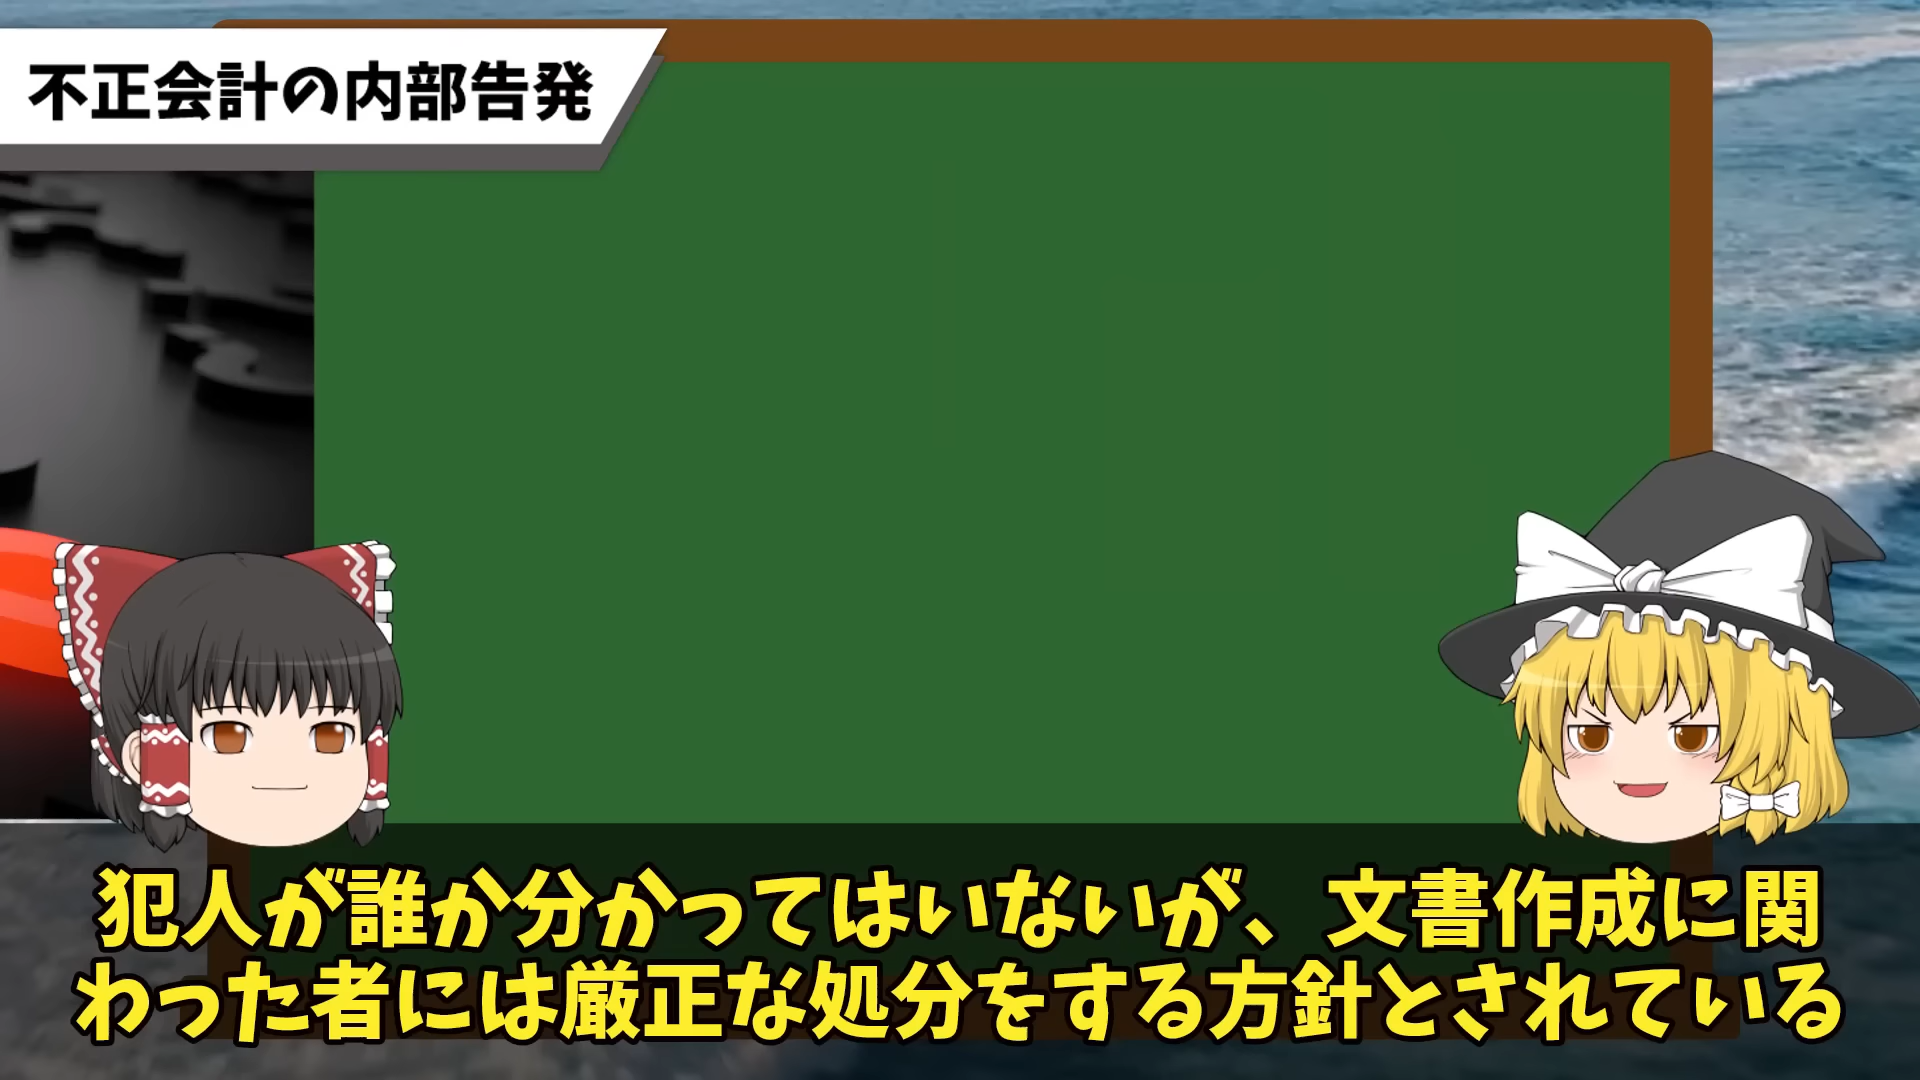 不正会計の内部告発
犯人が誰か分かってはいないが、文書作成に関
わった者には厳正な処分をする方針とされている